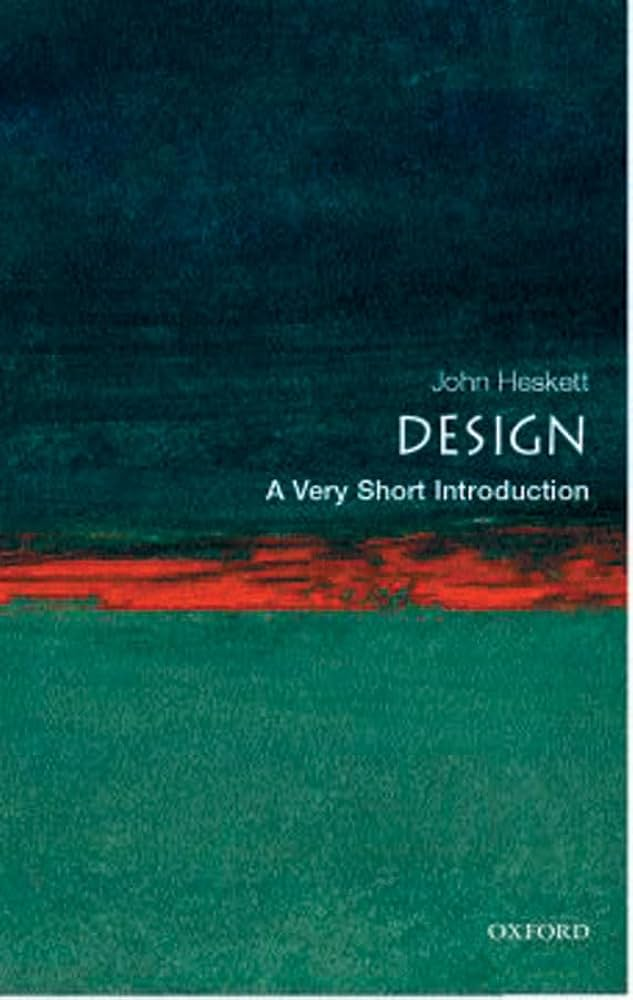 John Heskett
DESIGN
A Very Short Introduction
OXFORD